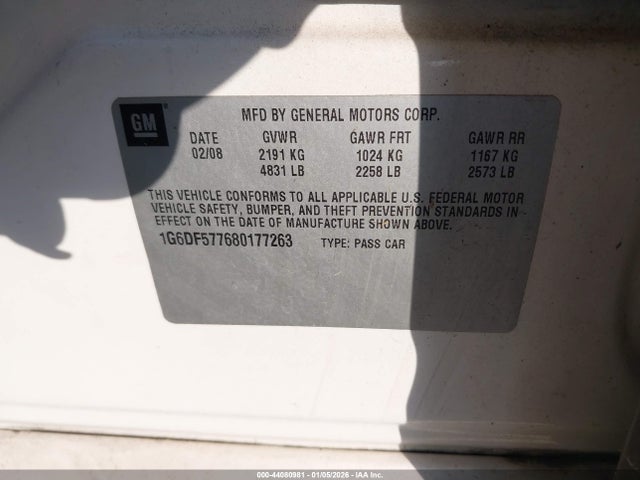 GM
MFD BY GENERAL MOTORS CORP.
DATE GVWR GAWR FRT GAWR RR
02/08 2191 KG 1024 KG 1167 KG
4831 LB 2258 LB 2573 LB
THIS VEHICLE CONFORMS TO ALL APPLICABLE U.S. FEDERAL MOTOR
VEHICLE SAFETY, BUMPER, AND THEFT PREVENTION STANDARDS IN
EFFECT ON THE DATE OF MANUFACTURE SHOWN ABOVE.
1G6DF577680177263 TYPE: PASS CAR
000-44080981 - 01/05/2026 - IAA Inc.